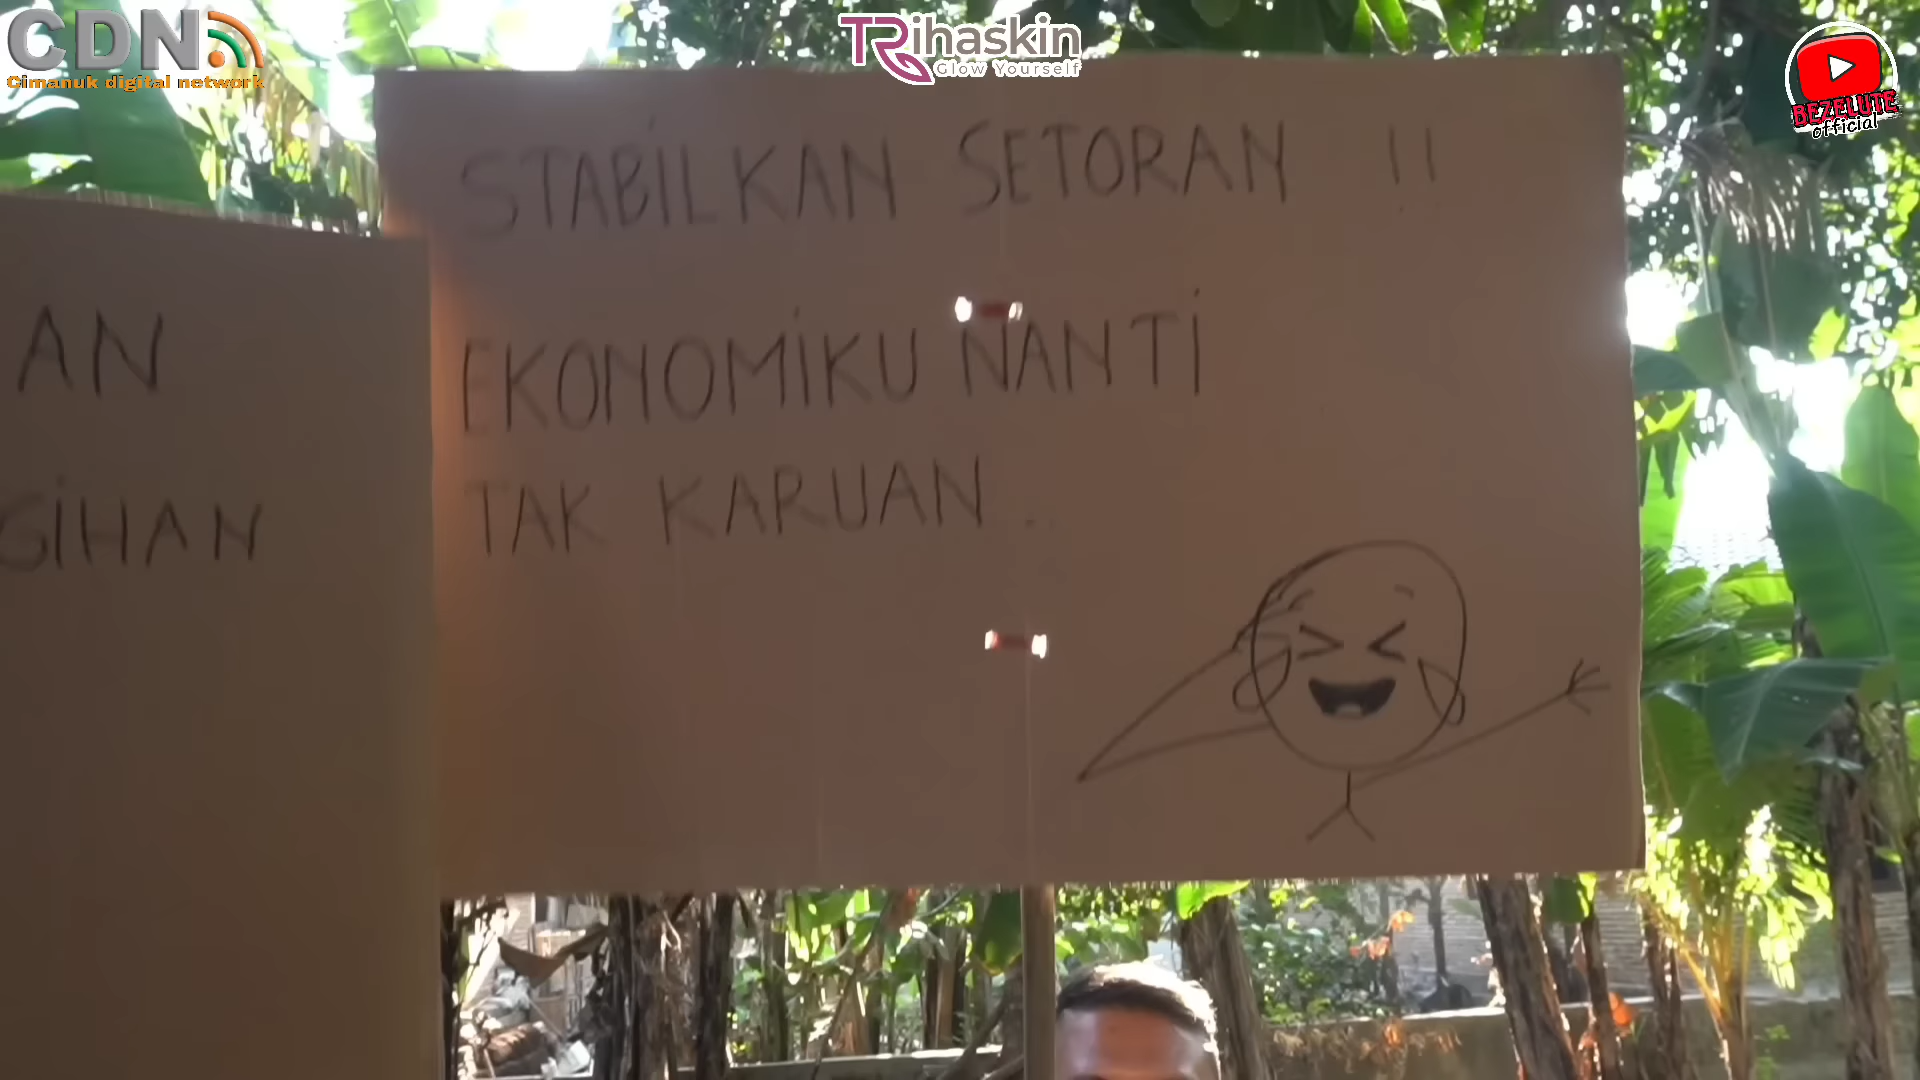 CDN
Cimanuk digital network
TRihaskin
Glow Yourself
BEZELUTE
official
AN
GIHAN
STABILKAN SETORAN !!
EKONOMIKU NANTI
TAK KARUAN.